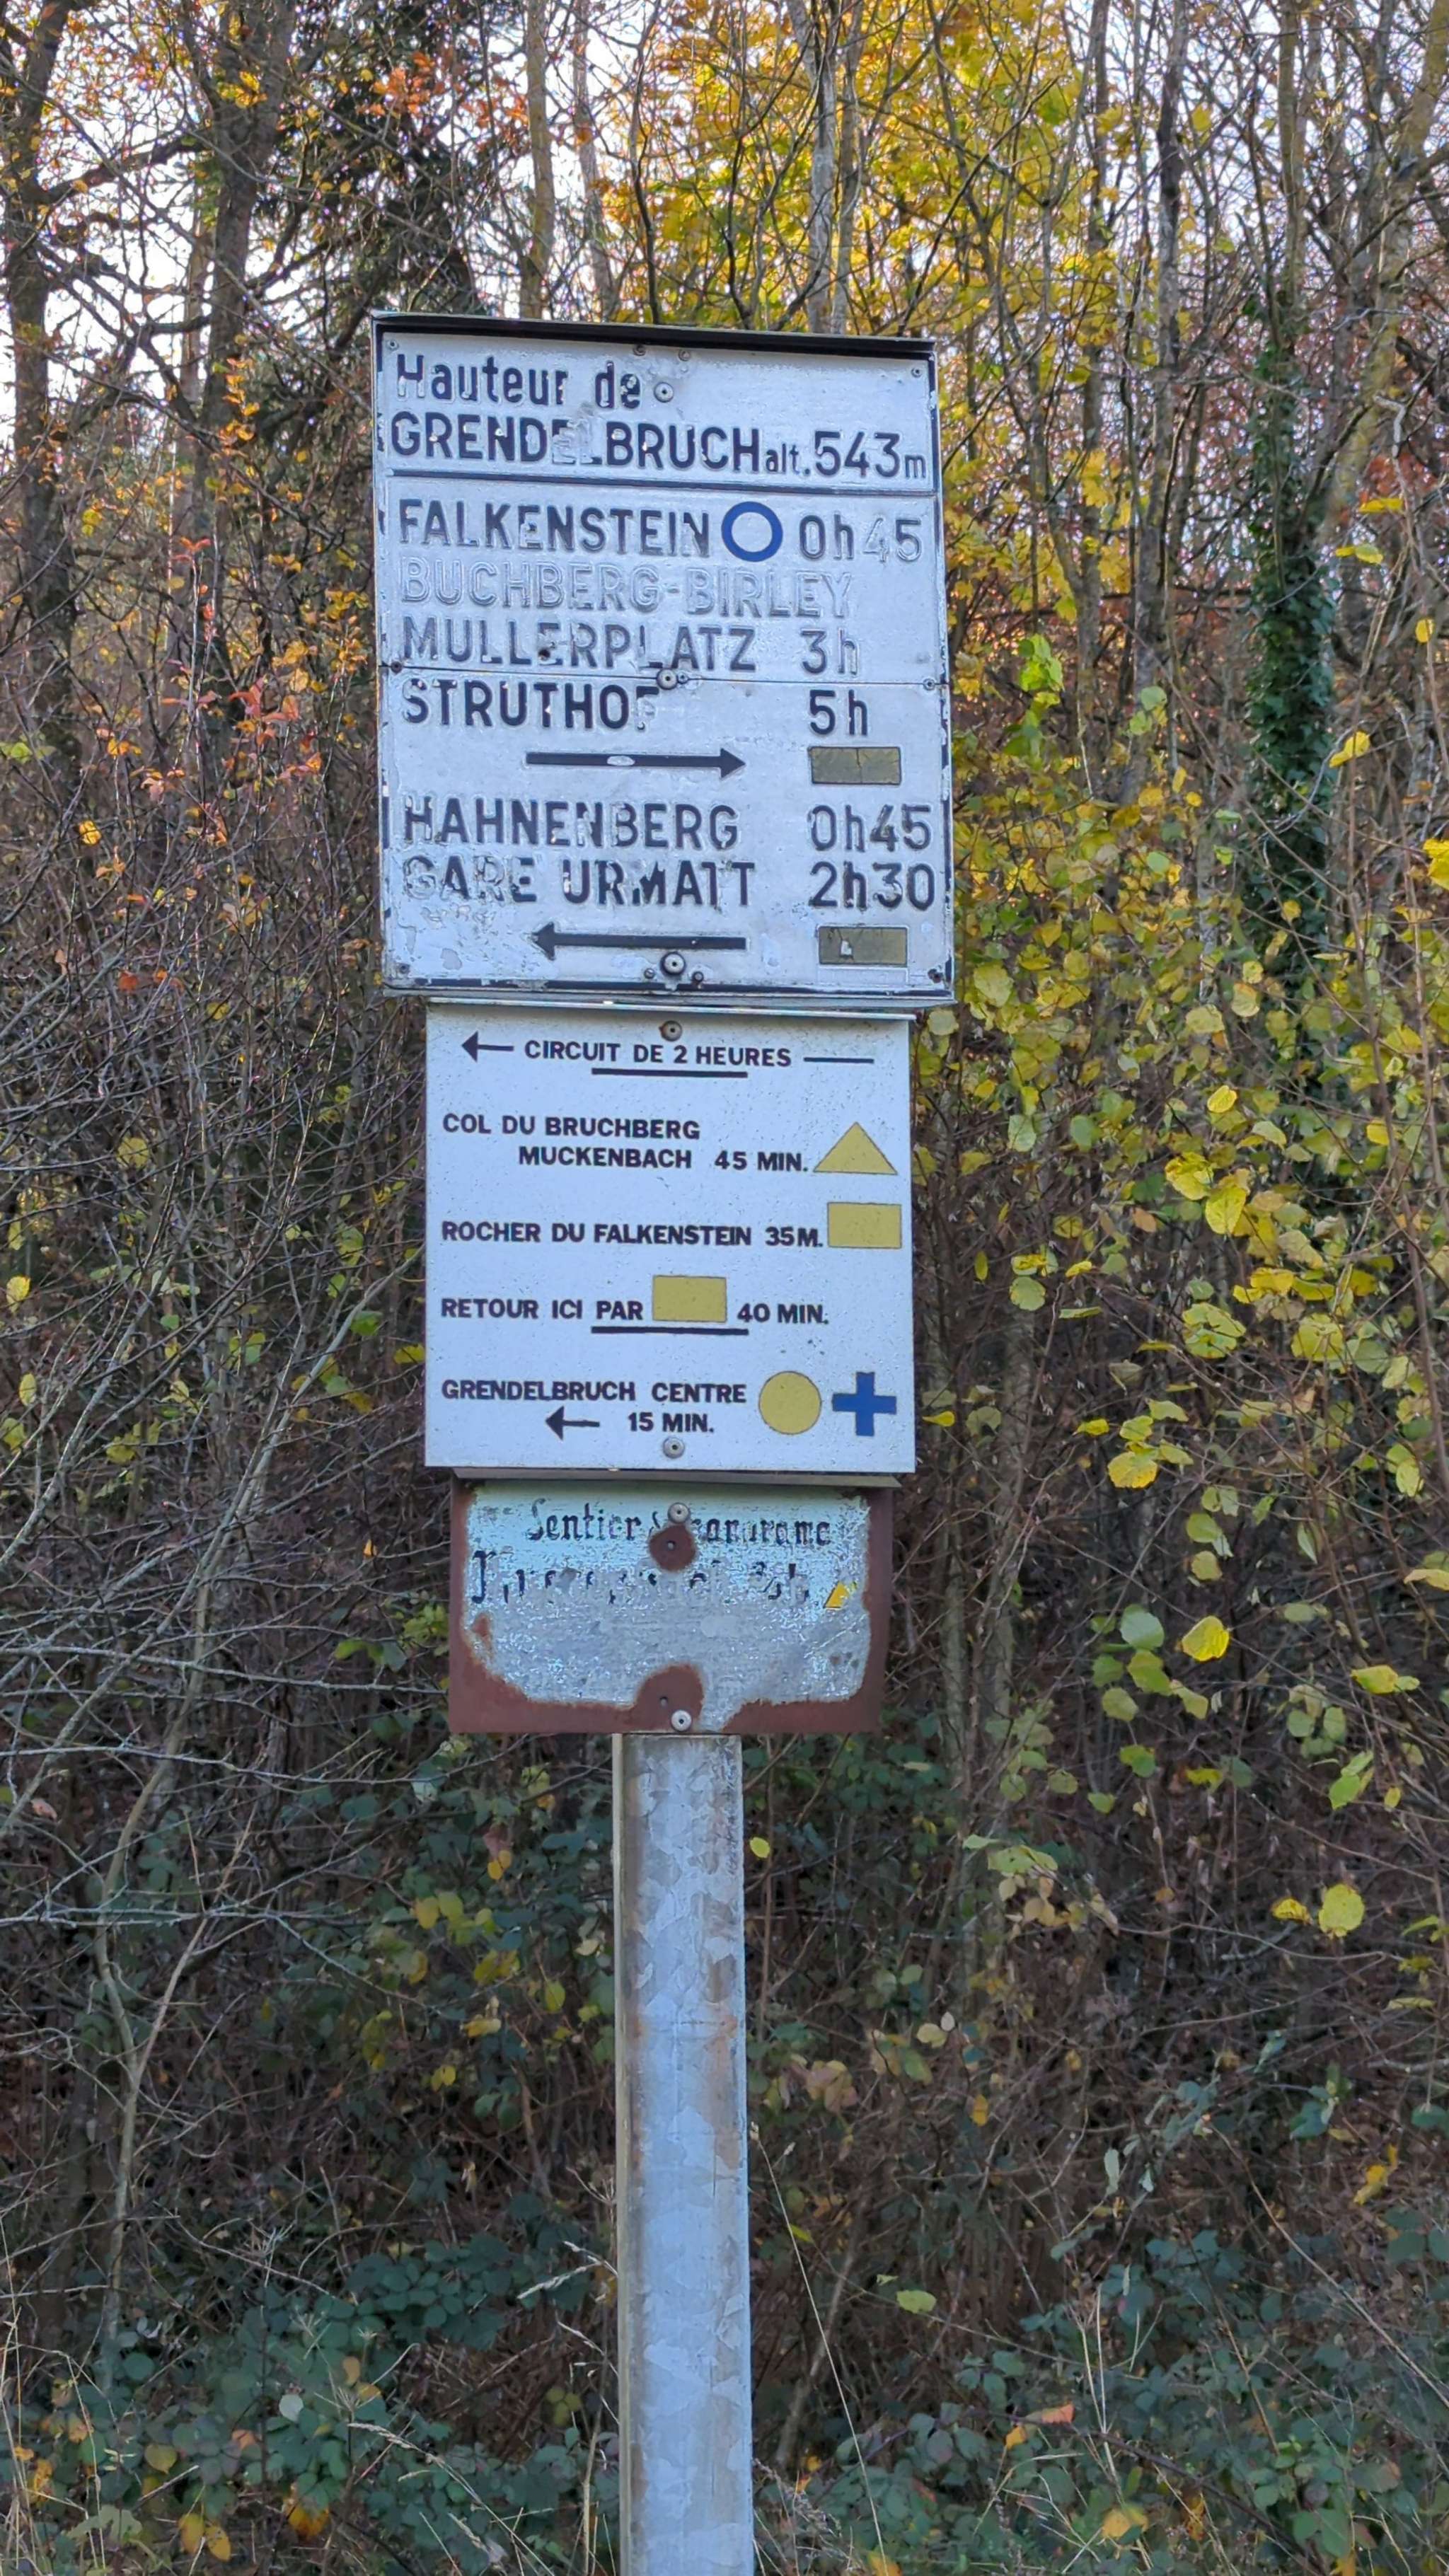 Hauteur de
GRENDELBRUCH alt. 543m
FALKENSTEIN 0h45
BUCHBERG-BIRLEY
MULLERPLATZ 3h
STRUTHOF 5h
HAHNENBERG 0h45
GARE URMATT 2h30
CIRCUIT DE 2 HEURES
COL DU BRUCHBERG
MUCKENBACH 45 MIN.
ROCHER DU FALKENSTEIN 35M.
RETOUR ICI PAR 40 MIN.
GRENDELBRUCH CENTRE
15 MIN.
Sentier